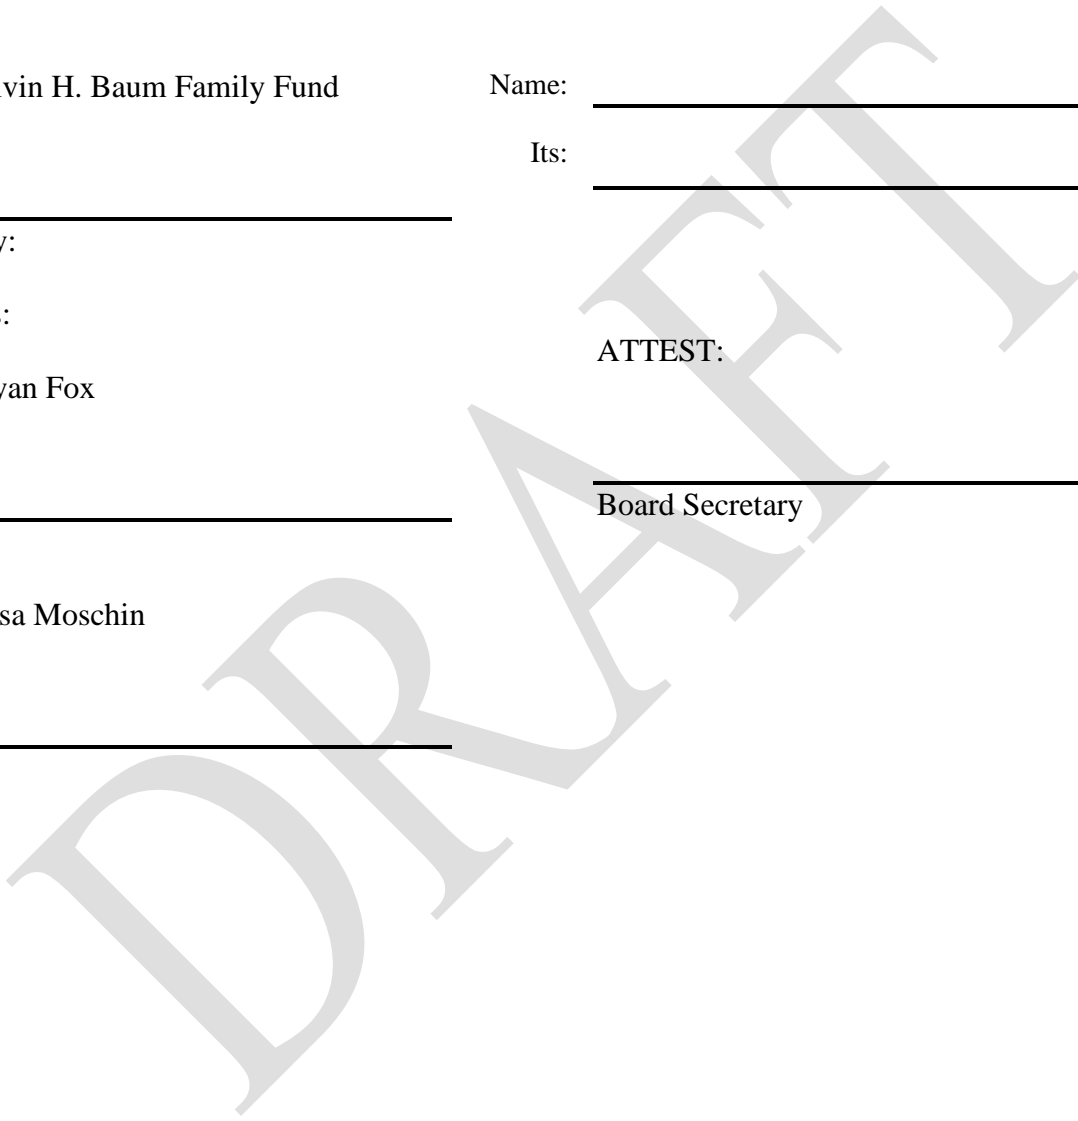 vin H. Baum Family Fund
y:
s:
yan Fox
sa Moschin
Name:
Its:
ATTEST:
Board Secretary
DRAFT